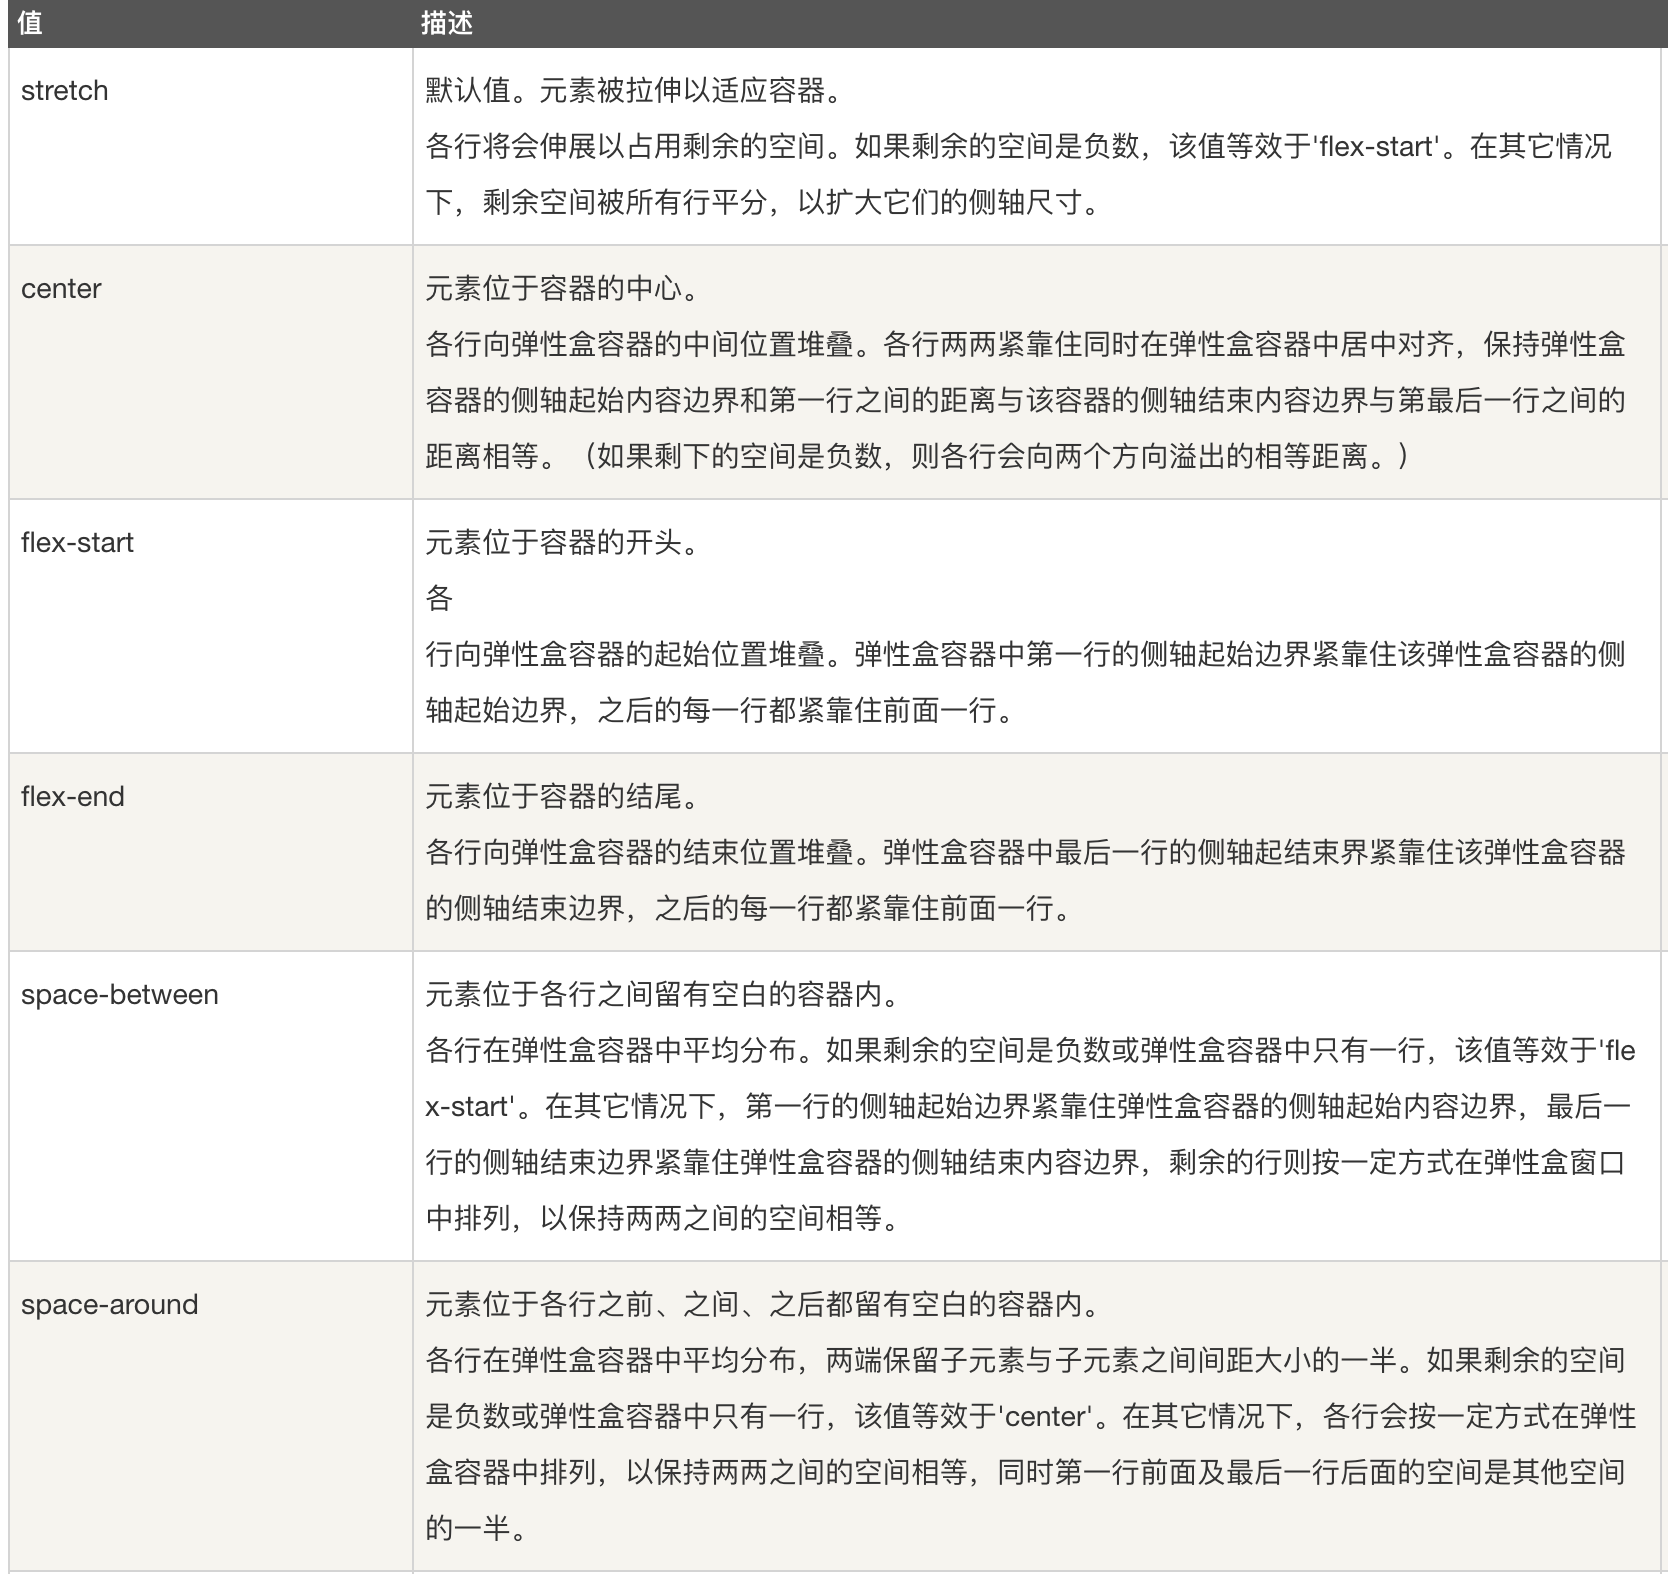 值 描述
stretch 默认值。元素被拉伸以适应容器。
各行将会伸展以占用剩余的空间。如果剩余的空间是负数，该值等效于'flex-start'。在其它情况
下，剩余空间被所有行平分，以扩大它们的侧轴尺寸。
center 元素位于容器的中心。
各行向弹性盒容器的中间位置堆叠。各行两两紧靠住同时在弹性盒容器中居中对齐，保持弹性盒
容器的侧轴起始内容边界和第一行之间的距离与该容器的侧轴结束内容边界与第最后一行之间的
距离相等。（如果剩下的空间是负数，则各行会向两个方向溢出的相等距离。）
flex-start 元素位于容器的开头。
各
行向弹性盒容器的起始位置堆叠。弹性盒容器中第一行的侧轴起始边界紧靠住该弹性盒容器的侧
轴起始边界，之后的每一行都紧靠住前面一行。
flex-end 元素位于容器的结尾。
各行向弹性盒容器的结束位置堆叠。弹性盒容器中最后一行的侧轴起结束界紧靠住该弹性盒容器
的侧轴结束边界，之后的每一行都紧靠住前面一行。
space-between 元素位于各行之间留有空白的容器内。
各行在弹性盒容器中平均分布。如果剩余的空间是负数或弹性盒容器中只有一行，该值等效于'fle
x-start'。在其它情况下，第一行的侧轴起始边界紧靠住弹性盒容器的侧轴起始内容边界，最后一
行的侧轴结束边界紧靠住弹性盒容器的侧轴结束内容边界，剩余的行则按一定方式在弹性盒窗口
中排列，以保持两两之间的空间相等。
space-around 元素位于各行之前、之间、之后都留有空白的容器内。
各行在弹性盒容器中平均分布，两端保留子元素与子元素之间间距大小的一半。如果剩余的空间
是负数或弹性盒容器中只有一行，该值等效于'center'。在其它情况下，各行会按一定方式在弹性
盒容器中排列，以保持两两之间的空间相等，同时第一行前面及最后一行后面的空间是其他空间
的一半。